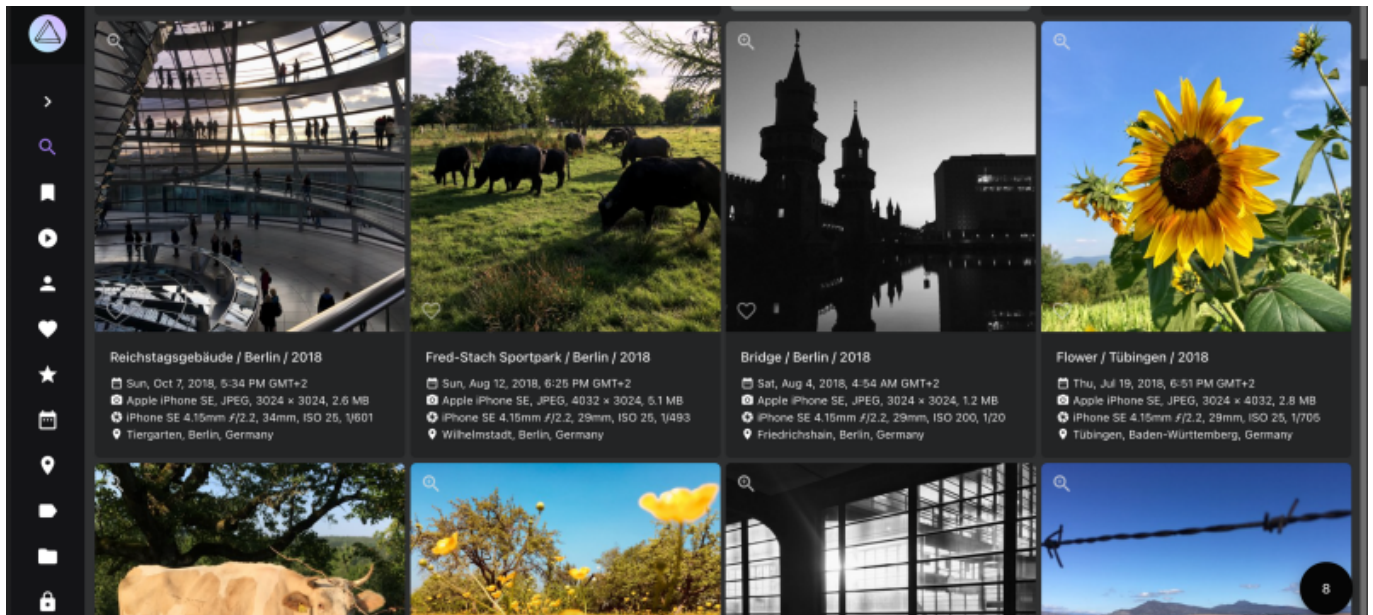 Reichstagsgebäude / Berlin / 2018
Sun, Oct 7, 2018, 5:34 PM GMT+2
Apple iPhone SE, JPEG, 3024 × 3024, 2.6 MB
iPhone SE 4.15mm ƒ/2.2, 34mm, ISO 25, 1/601
Tiergarten, Berlin, Germany
Fred-Stach Sportpark / Berlin / 2018
Sun, Aug 12, 2018, 6:25 PM GMT+2
Apple iPhone SE, JPEG, 4032 × 3024, 5.1 MB
iPhone SE 4.15mm ƒ/2.2, 29mm, ISO 25, 1/493
Wilhelmstadt, Berlin, Germany
Bridge / Berlin / 2018
Sat, Aug 4, 2018, 4:54 AM GMT+2
Apple iPhone SE, JPEG, 3024 × 3024, 1.2 MB
iPhone SE 4.15mm ƒ/2.2, 29mm, ISO 200, 1/20
Friedrichshain, Berlin, Germany
Flower / Tübingen / 2018
Thu, Jul 19, 2018, 6:51 PM GMT+2
Apple iPhone SE, JPEG, 3024 × 4032, 2.8 MB
iPhone SE 4.15mm ƒ/2.2, 29mm, ISO 25, 1/705
Tübingen, Baden-Württemberg, Germany
8